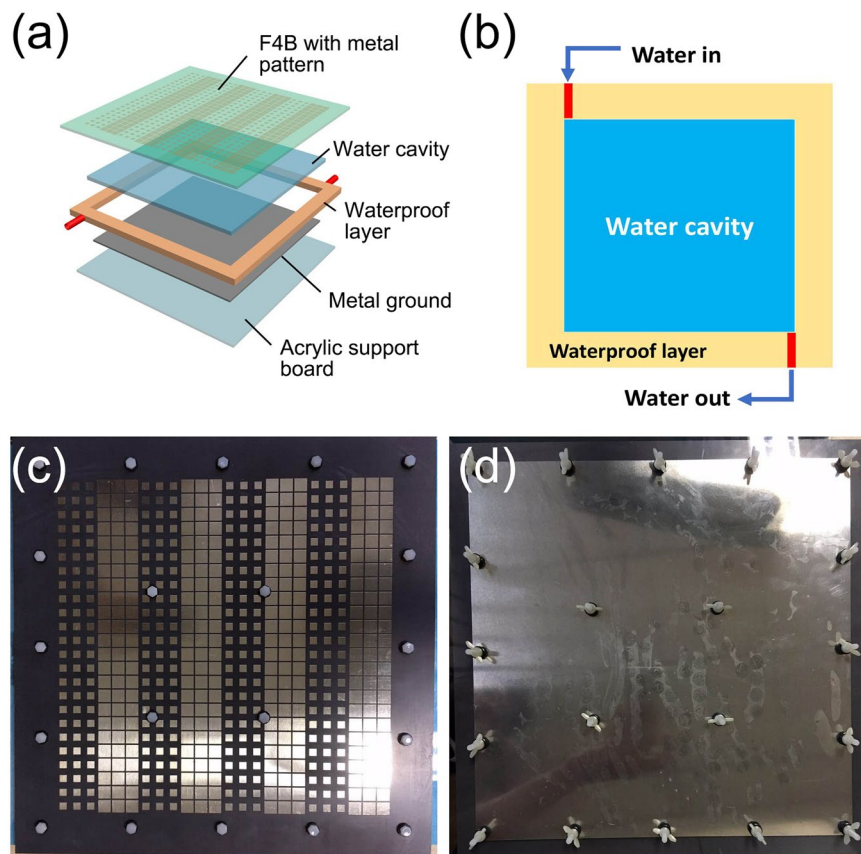 (a)
F4B with metal
pattern
Water cavity
Waterproof
layer
Metal ground
Acrylic support
board
(b)
Water in
Water cavity
Waterproof layer
Water out
(c)
(d)